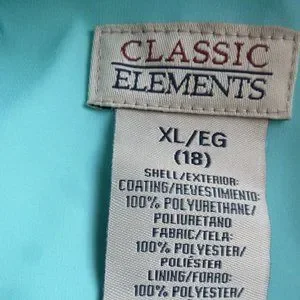 CLASSIC
ELEMENTS
XL/EG
(18)
SHELL/EXTERIOR:
COATING/REVESTIMIENTO:
100% POLYURETHANE/
POLIURETANO
FABRIC/TELA:
100% POLYESTER/
POLIÉSTER
LINING/FORRO:
100% POLYESTER/